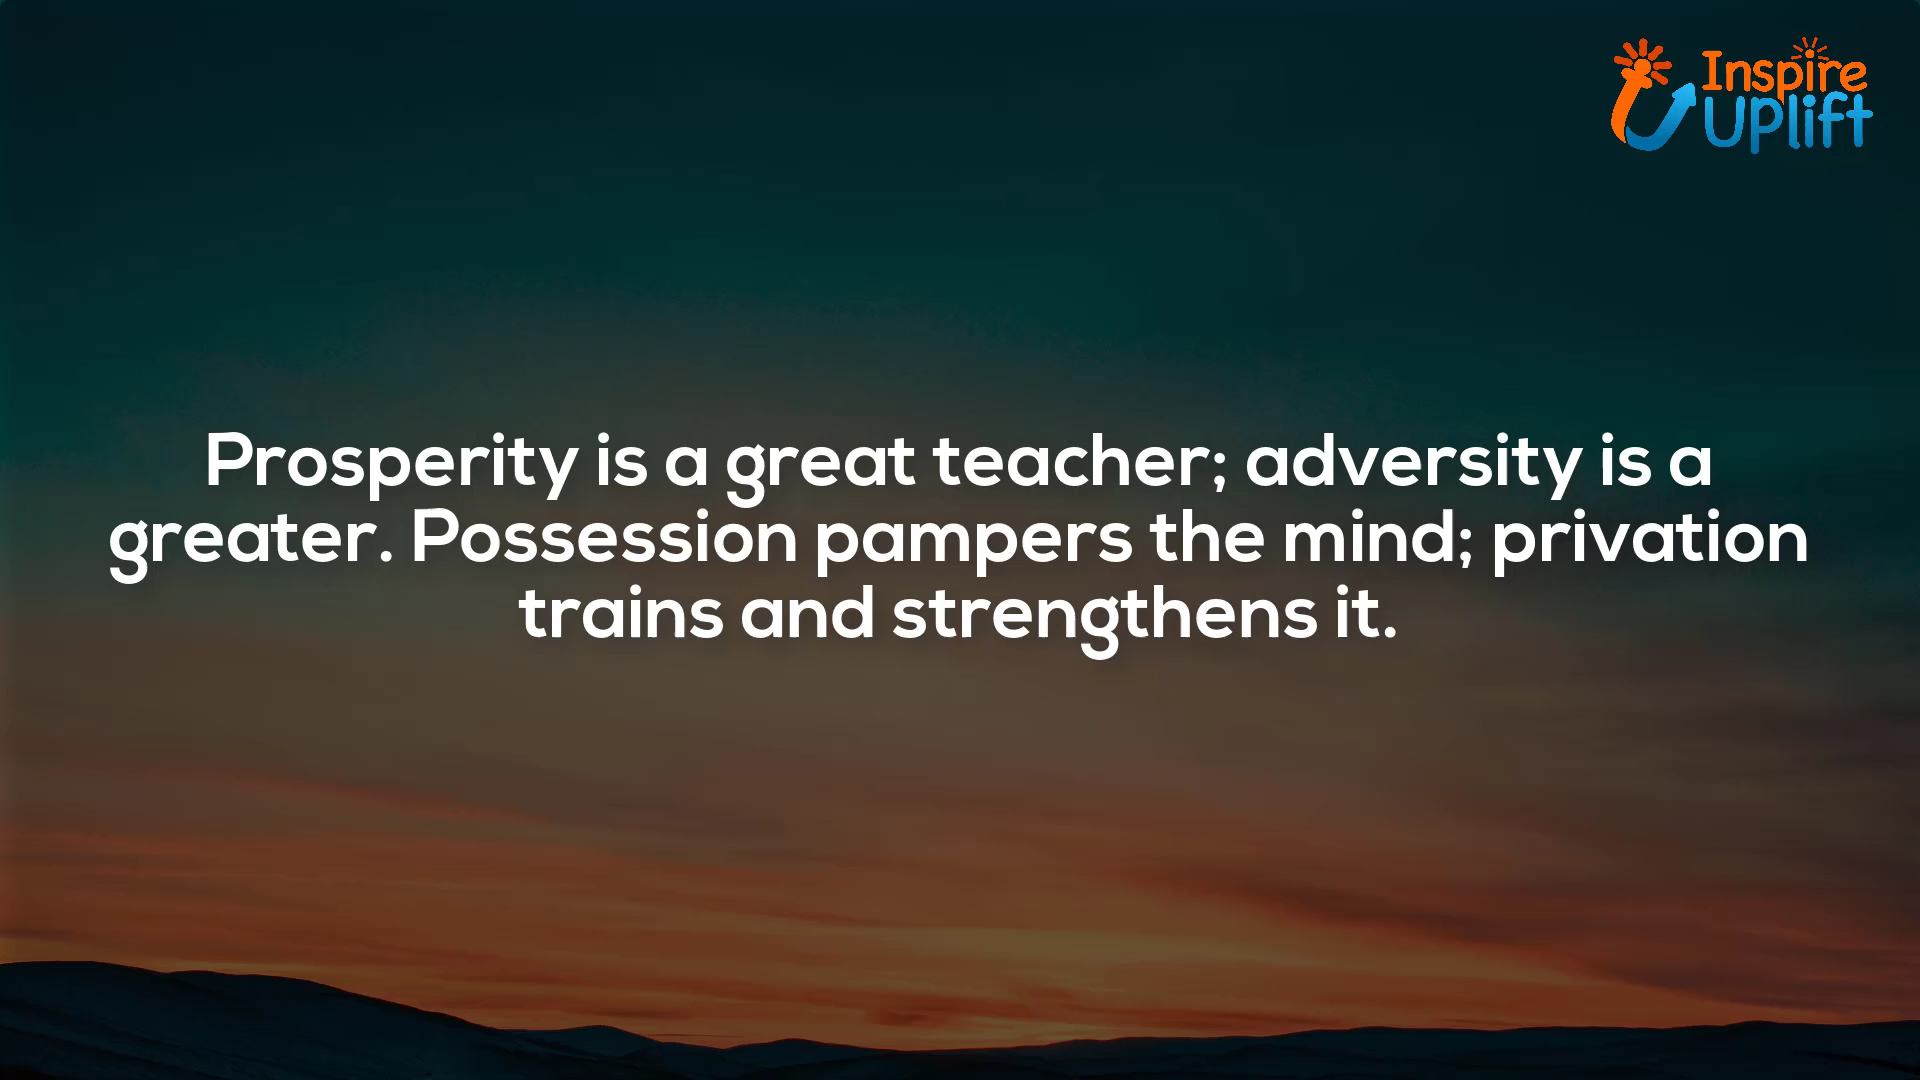 Inspire
Uplift
Prosperity is a great teacher; adversity is a
greater. Possession pampers the mind; privation
trains and strengthens it.